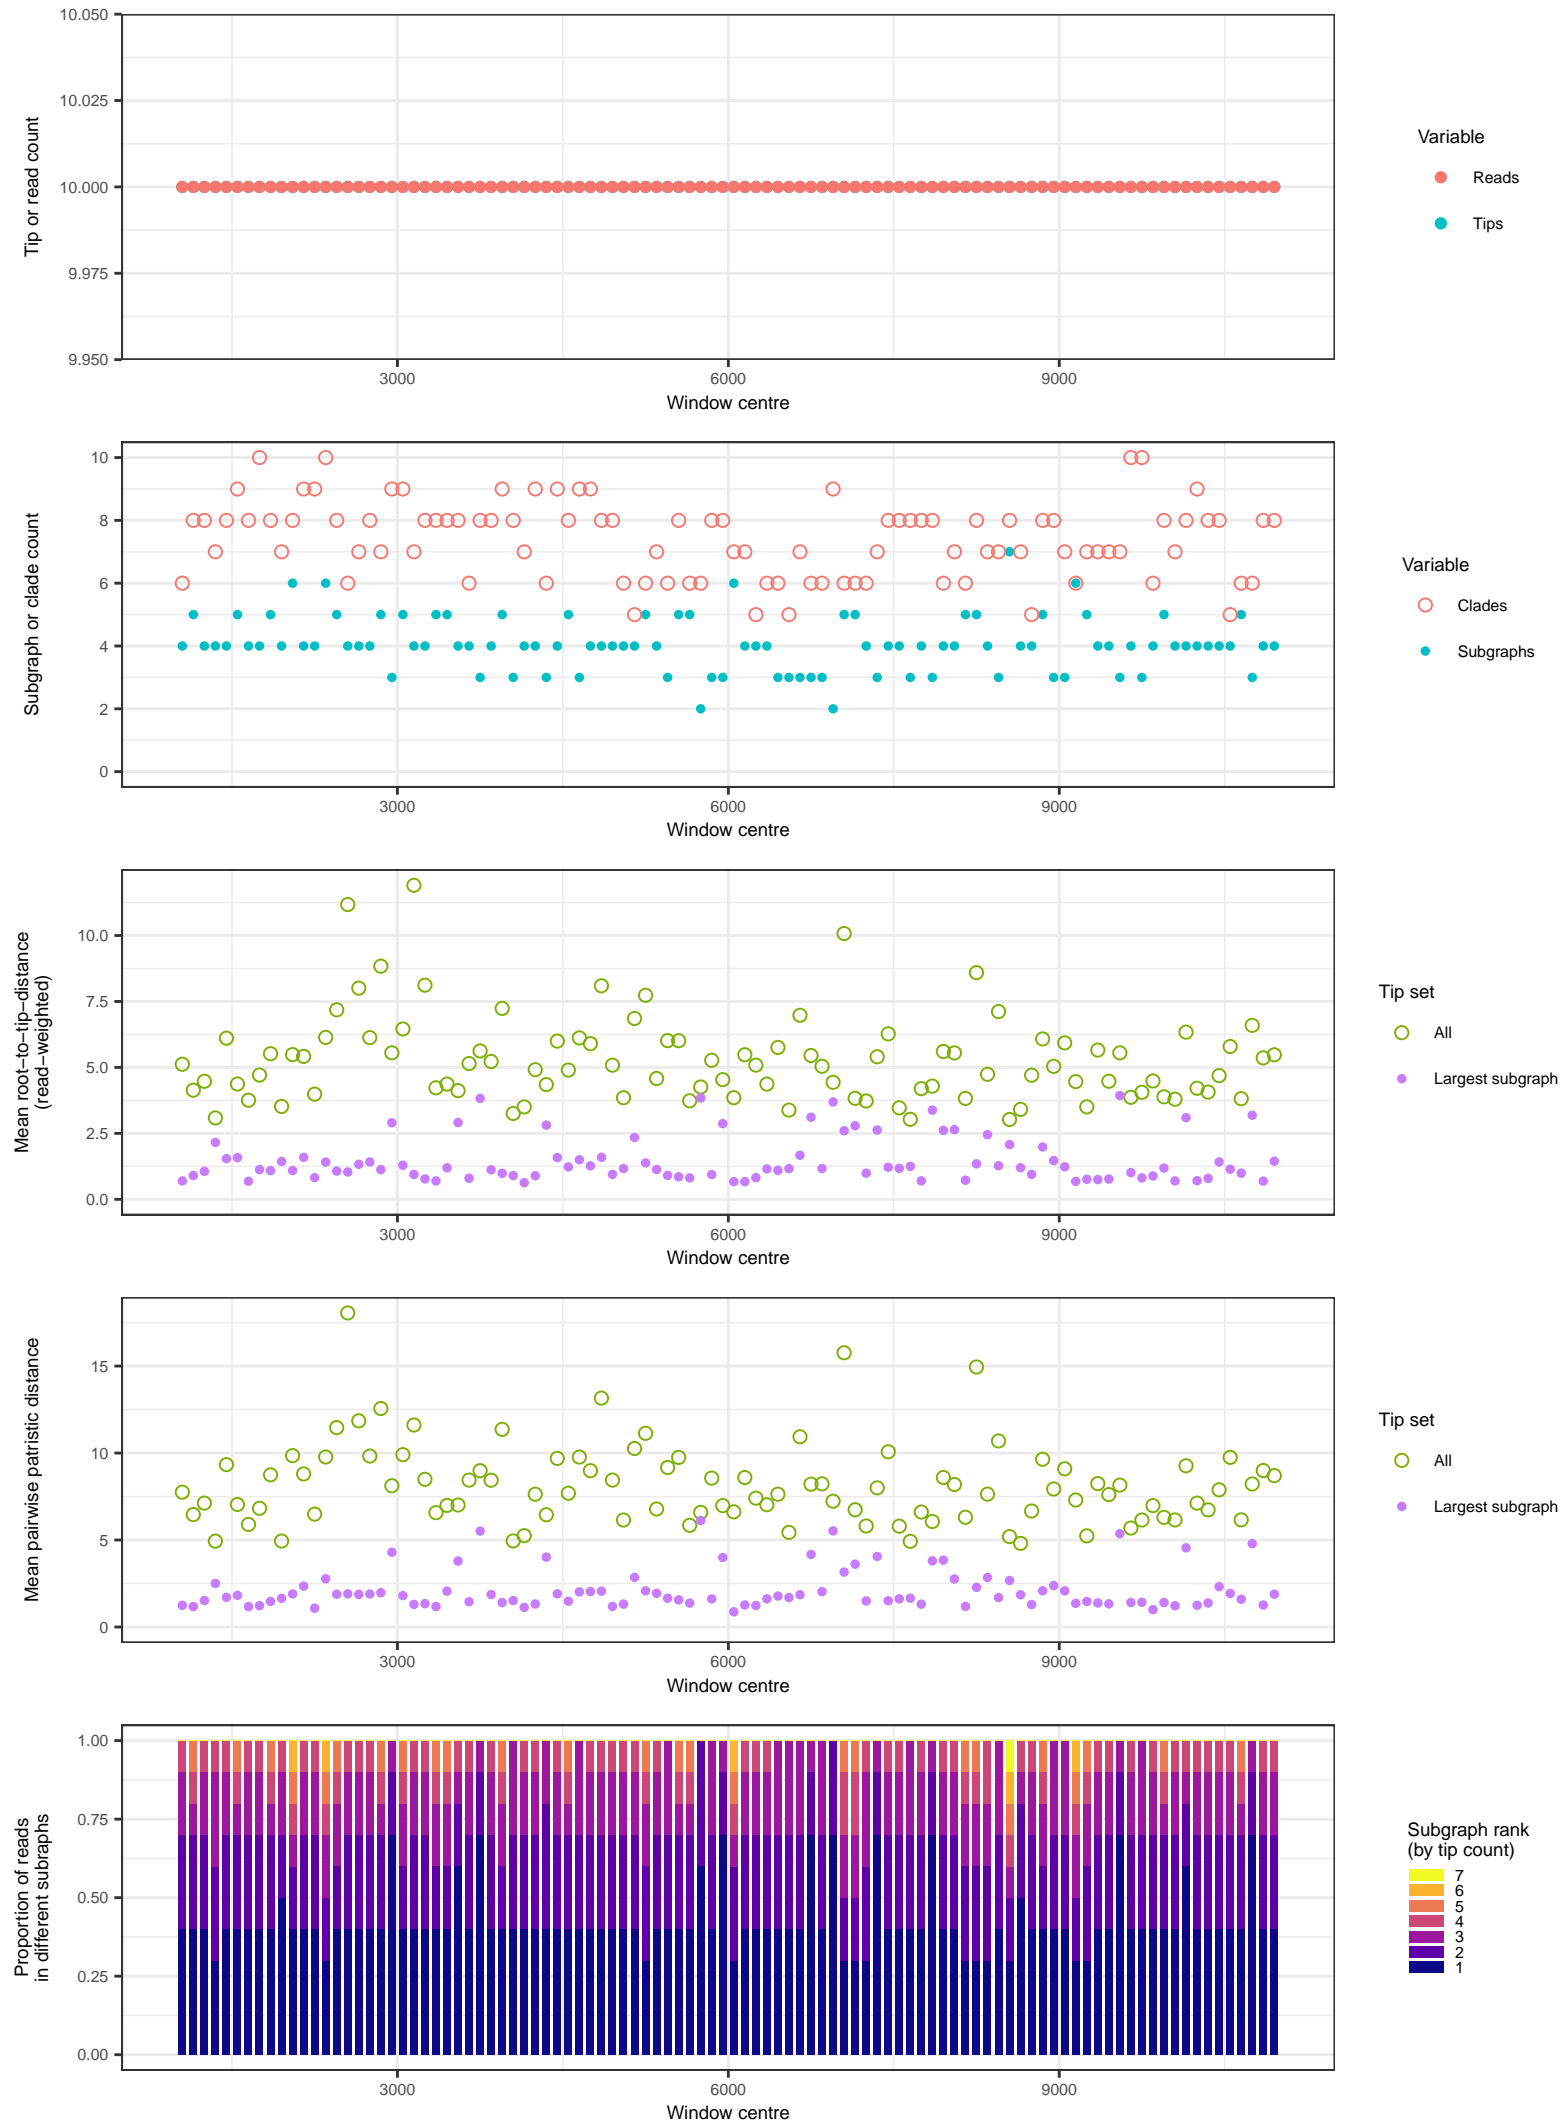 10.050
10.025
10.000
9.975
9.950
Tip or read count
3000 6000 9000
Window centre
Variable
Reads
Tips
10
8
6
4
2
0
Subgraph or clade count
3000 6000 9000
Window centre
Variable
Clades
Subgraphs
10.0
7.5
5.0
2.5
0.0
Mean root−to−tip−distance
(read−weighted)
3000 6000 9000
Window centre
Tip set
All
Largest subgraph
15
10
5
0
Mean pairwise patristic distance
3000 6000 9000
Window centre
Tip set
All
Largest subgraph
1.00
0.75
0.50
0.25
0.00
Proportion of reads
in different subraphs
3000 6000 9000
Window centre
Subgraph rank
(by tip count)
7
6
5
4
3
2
1